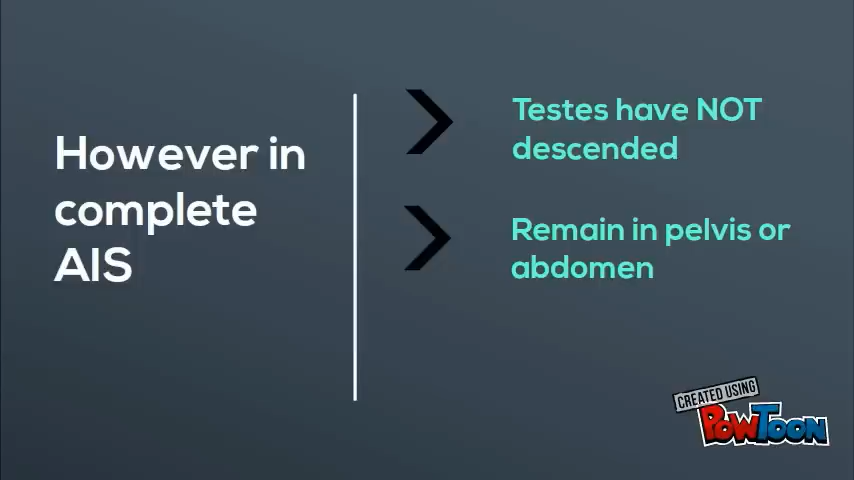 However in
complete
AIS
Testes have NOT
descended
Remain in pelvis or
abdomen
CREATED USING
POWTOON